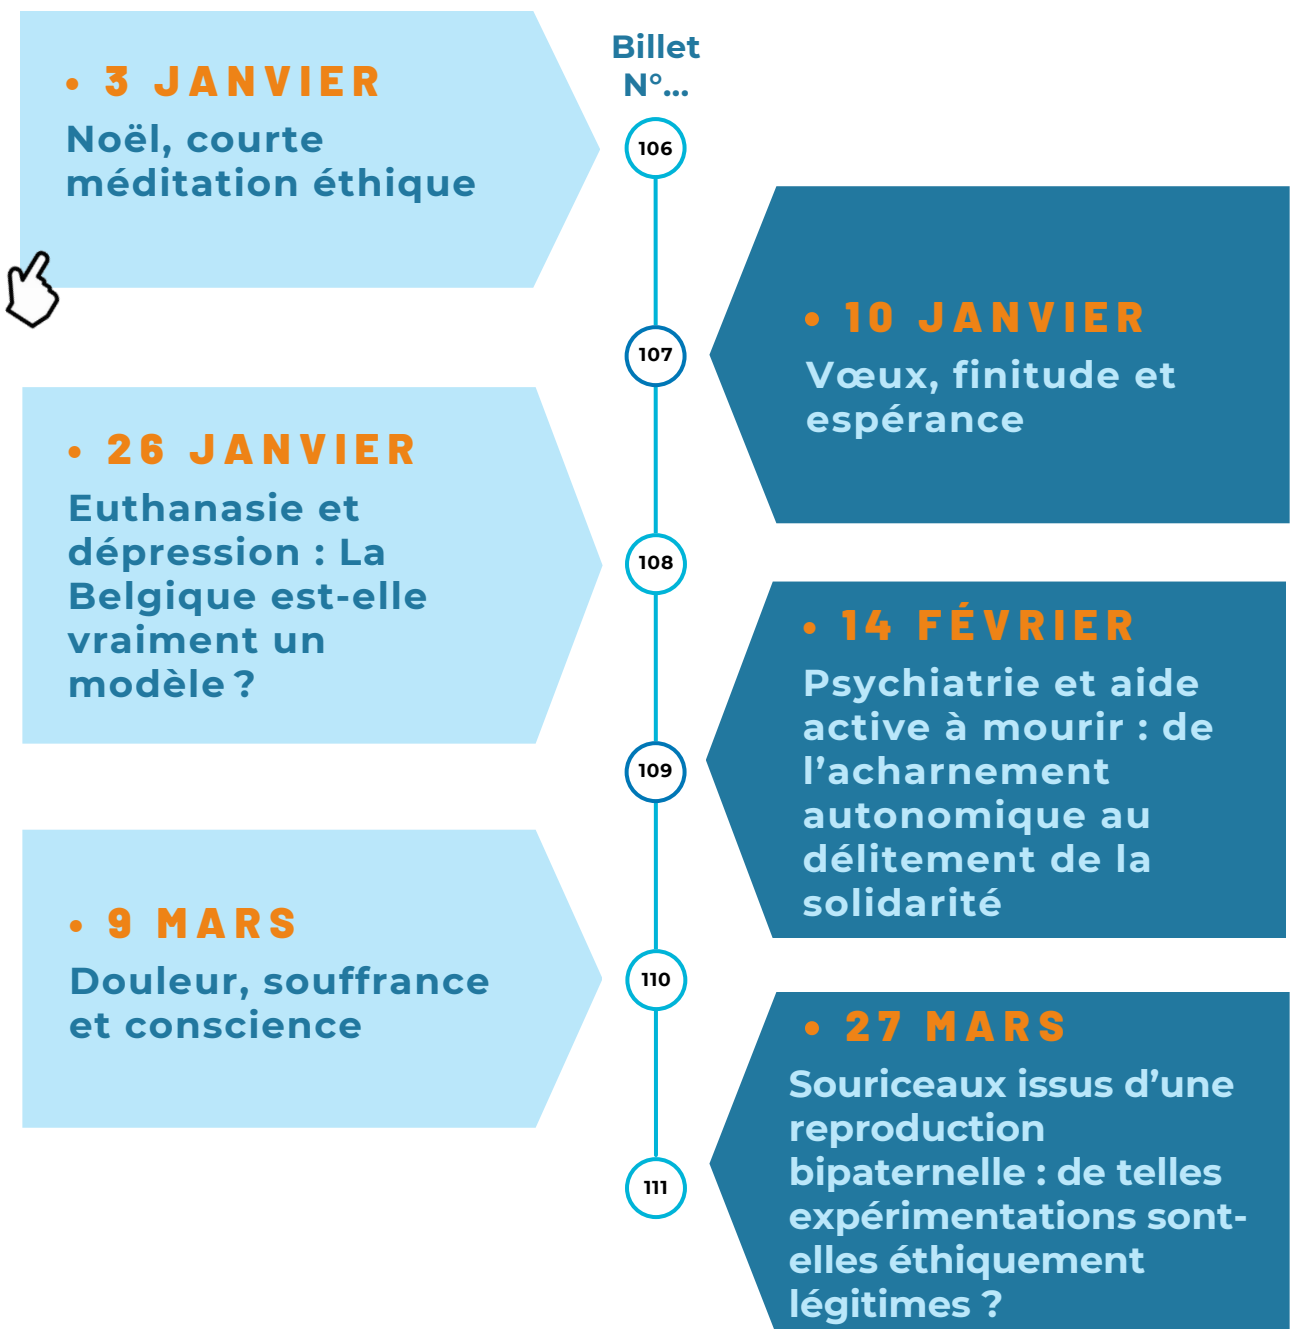 Billet
N°...
• 3 JANVIER
Noël, courte
méditation éthique
106
107
• 10 JANVIER
Vœux, finitude et
espérance
• 26 JANVIER
Euthanasie et
dépression : La
Belgique est-elle
vraiment un
modèle ?
108
109
• 14 FÉVRIER
Psychiatrie et aide
active à mourir : de
l’acharnement
autonomique au
délitement de la
solidarité
• 9 MARS
Douleur, souffrance
et conscience
110
111
• 27 MARS
Souriceaux issus d’une
reproduction
bipaternelle : de telles
expérimentations sont-
elles éthiquement
légitimes ?